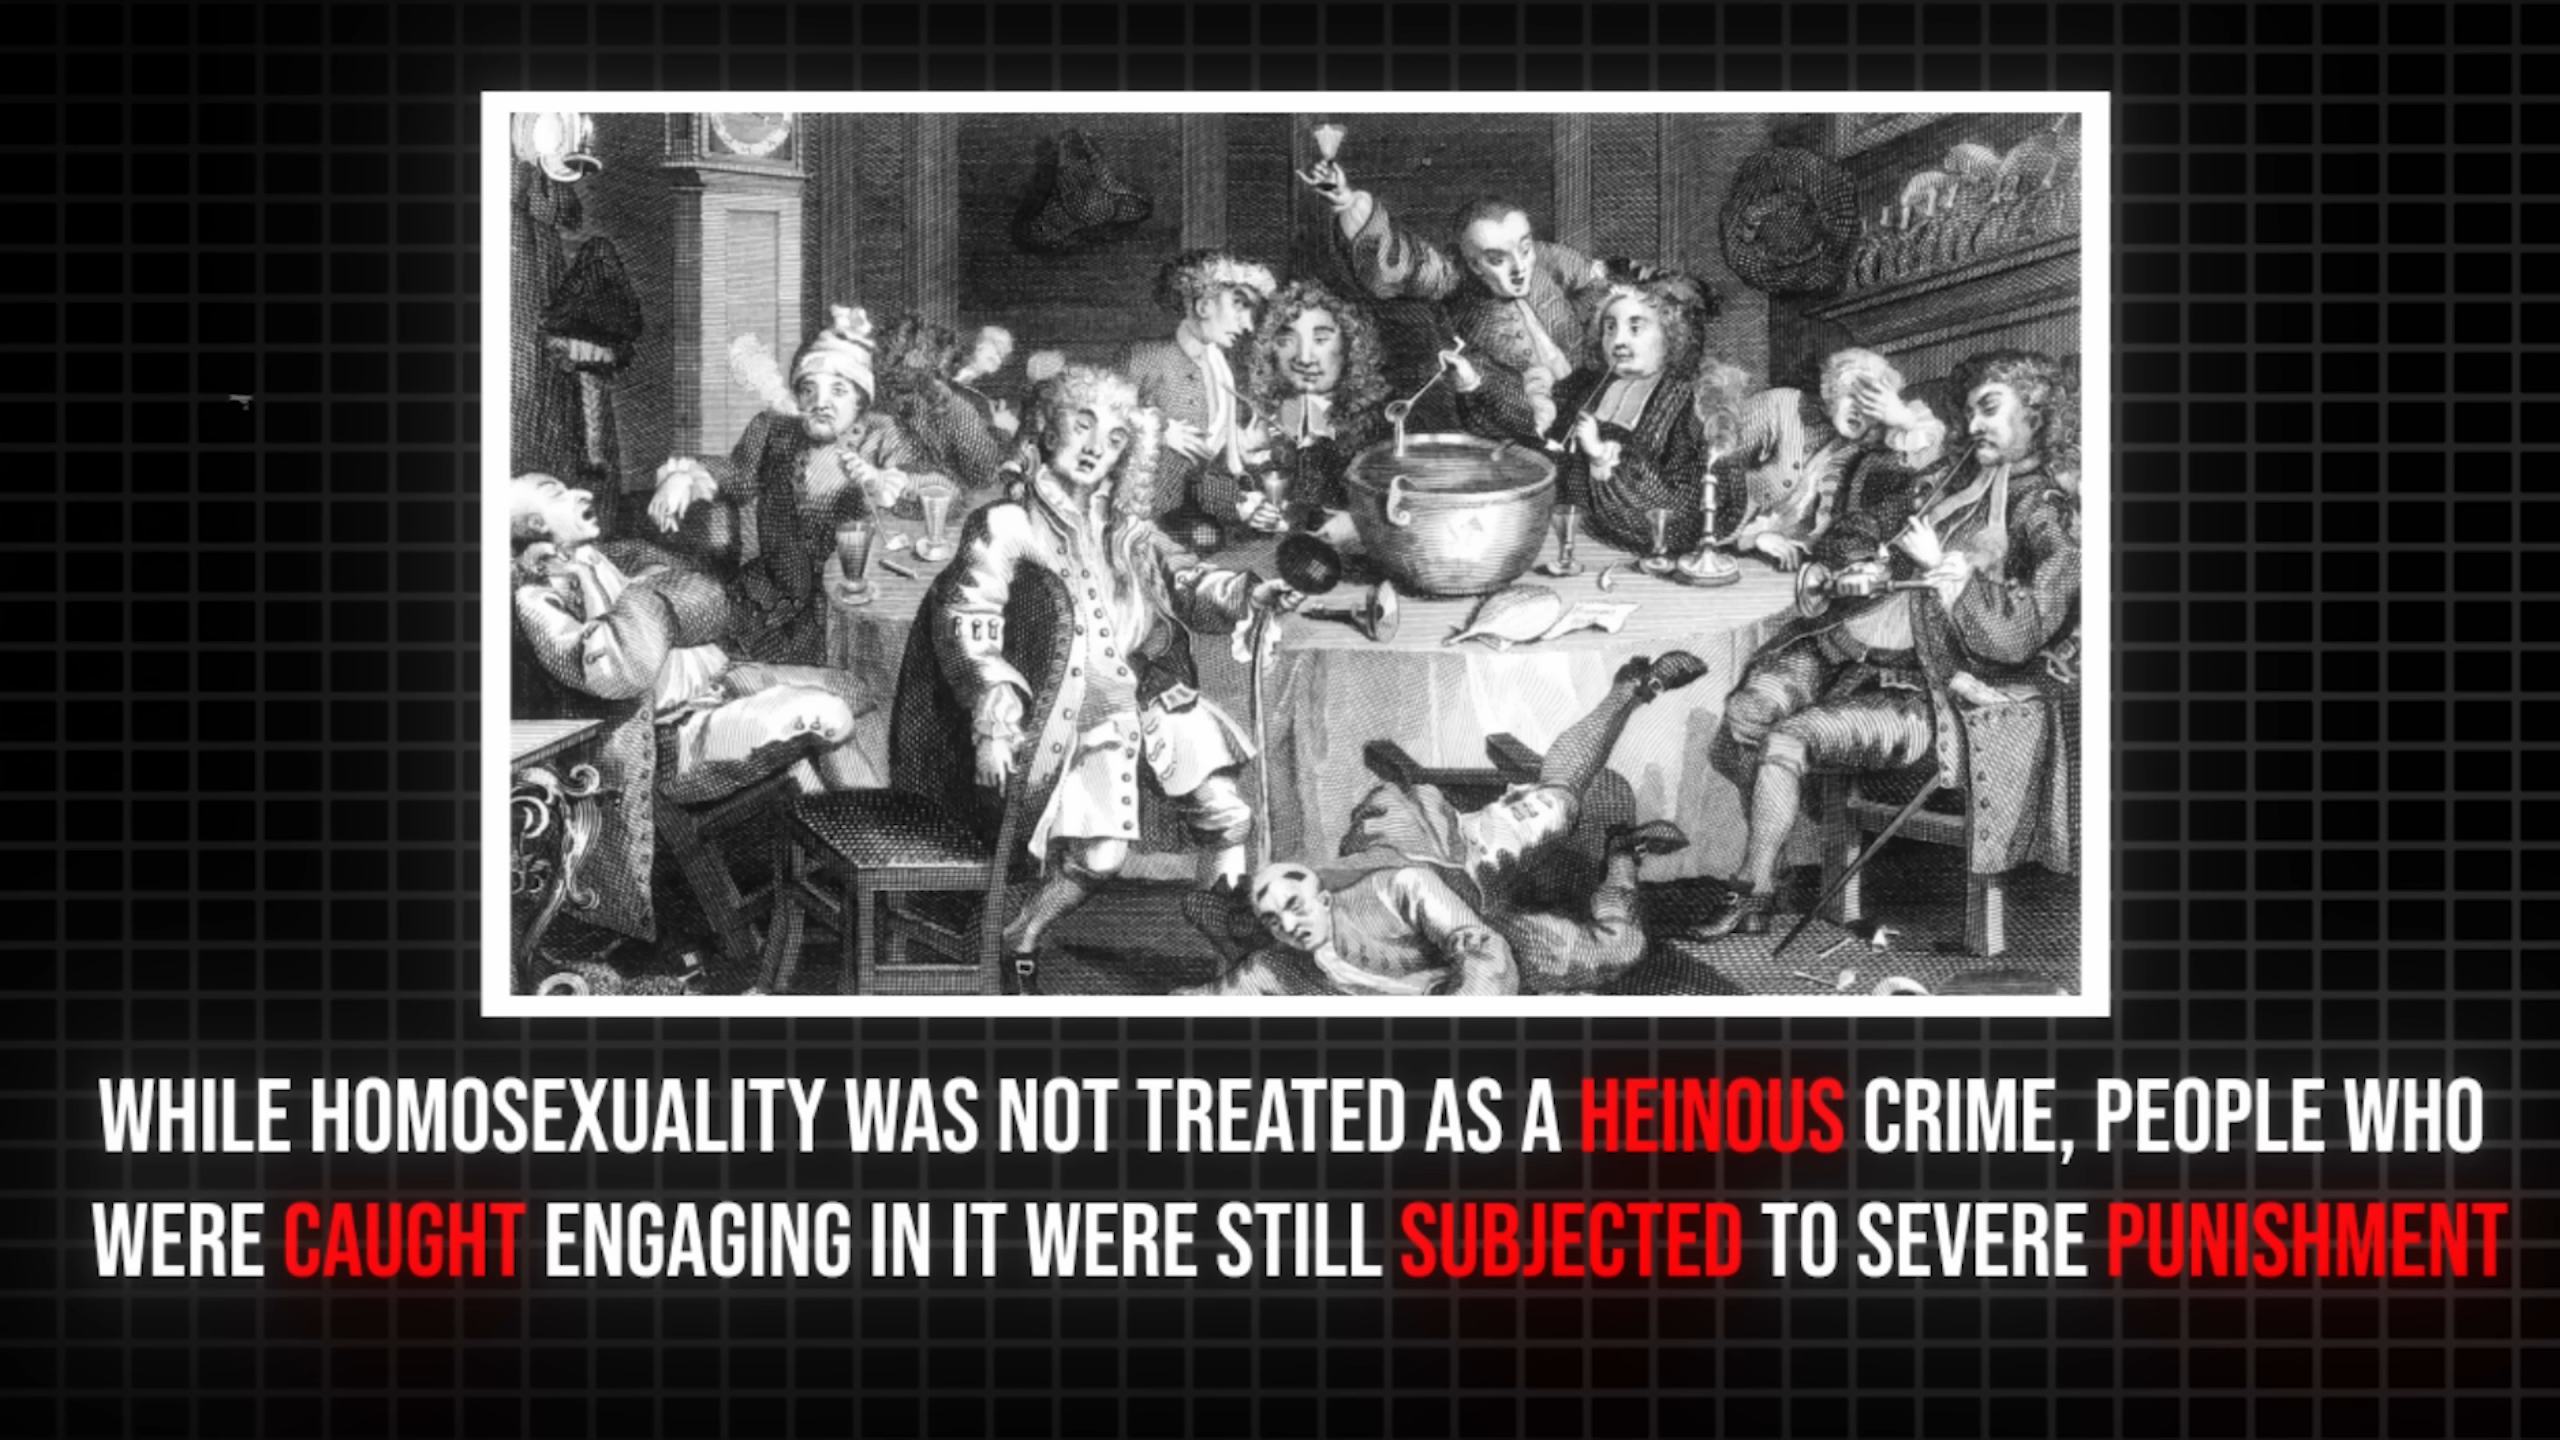 WHILE HOMOSEXUALITY WAS NOT TREATED AS A HEINOUS CRIME, PEOPLE WHO
WERE CAUGHT ENGAGING IN IT WERE STILL SUBJECTED TO SEVERE PUNISHMENT